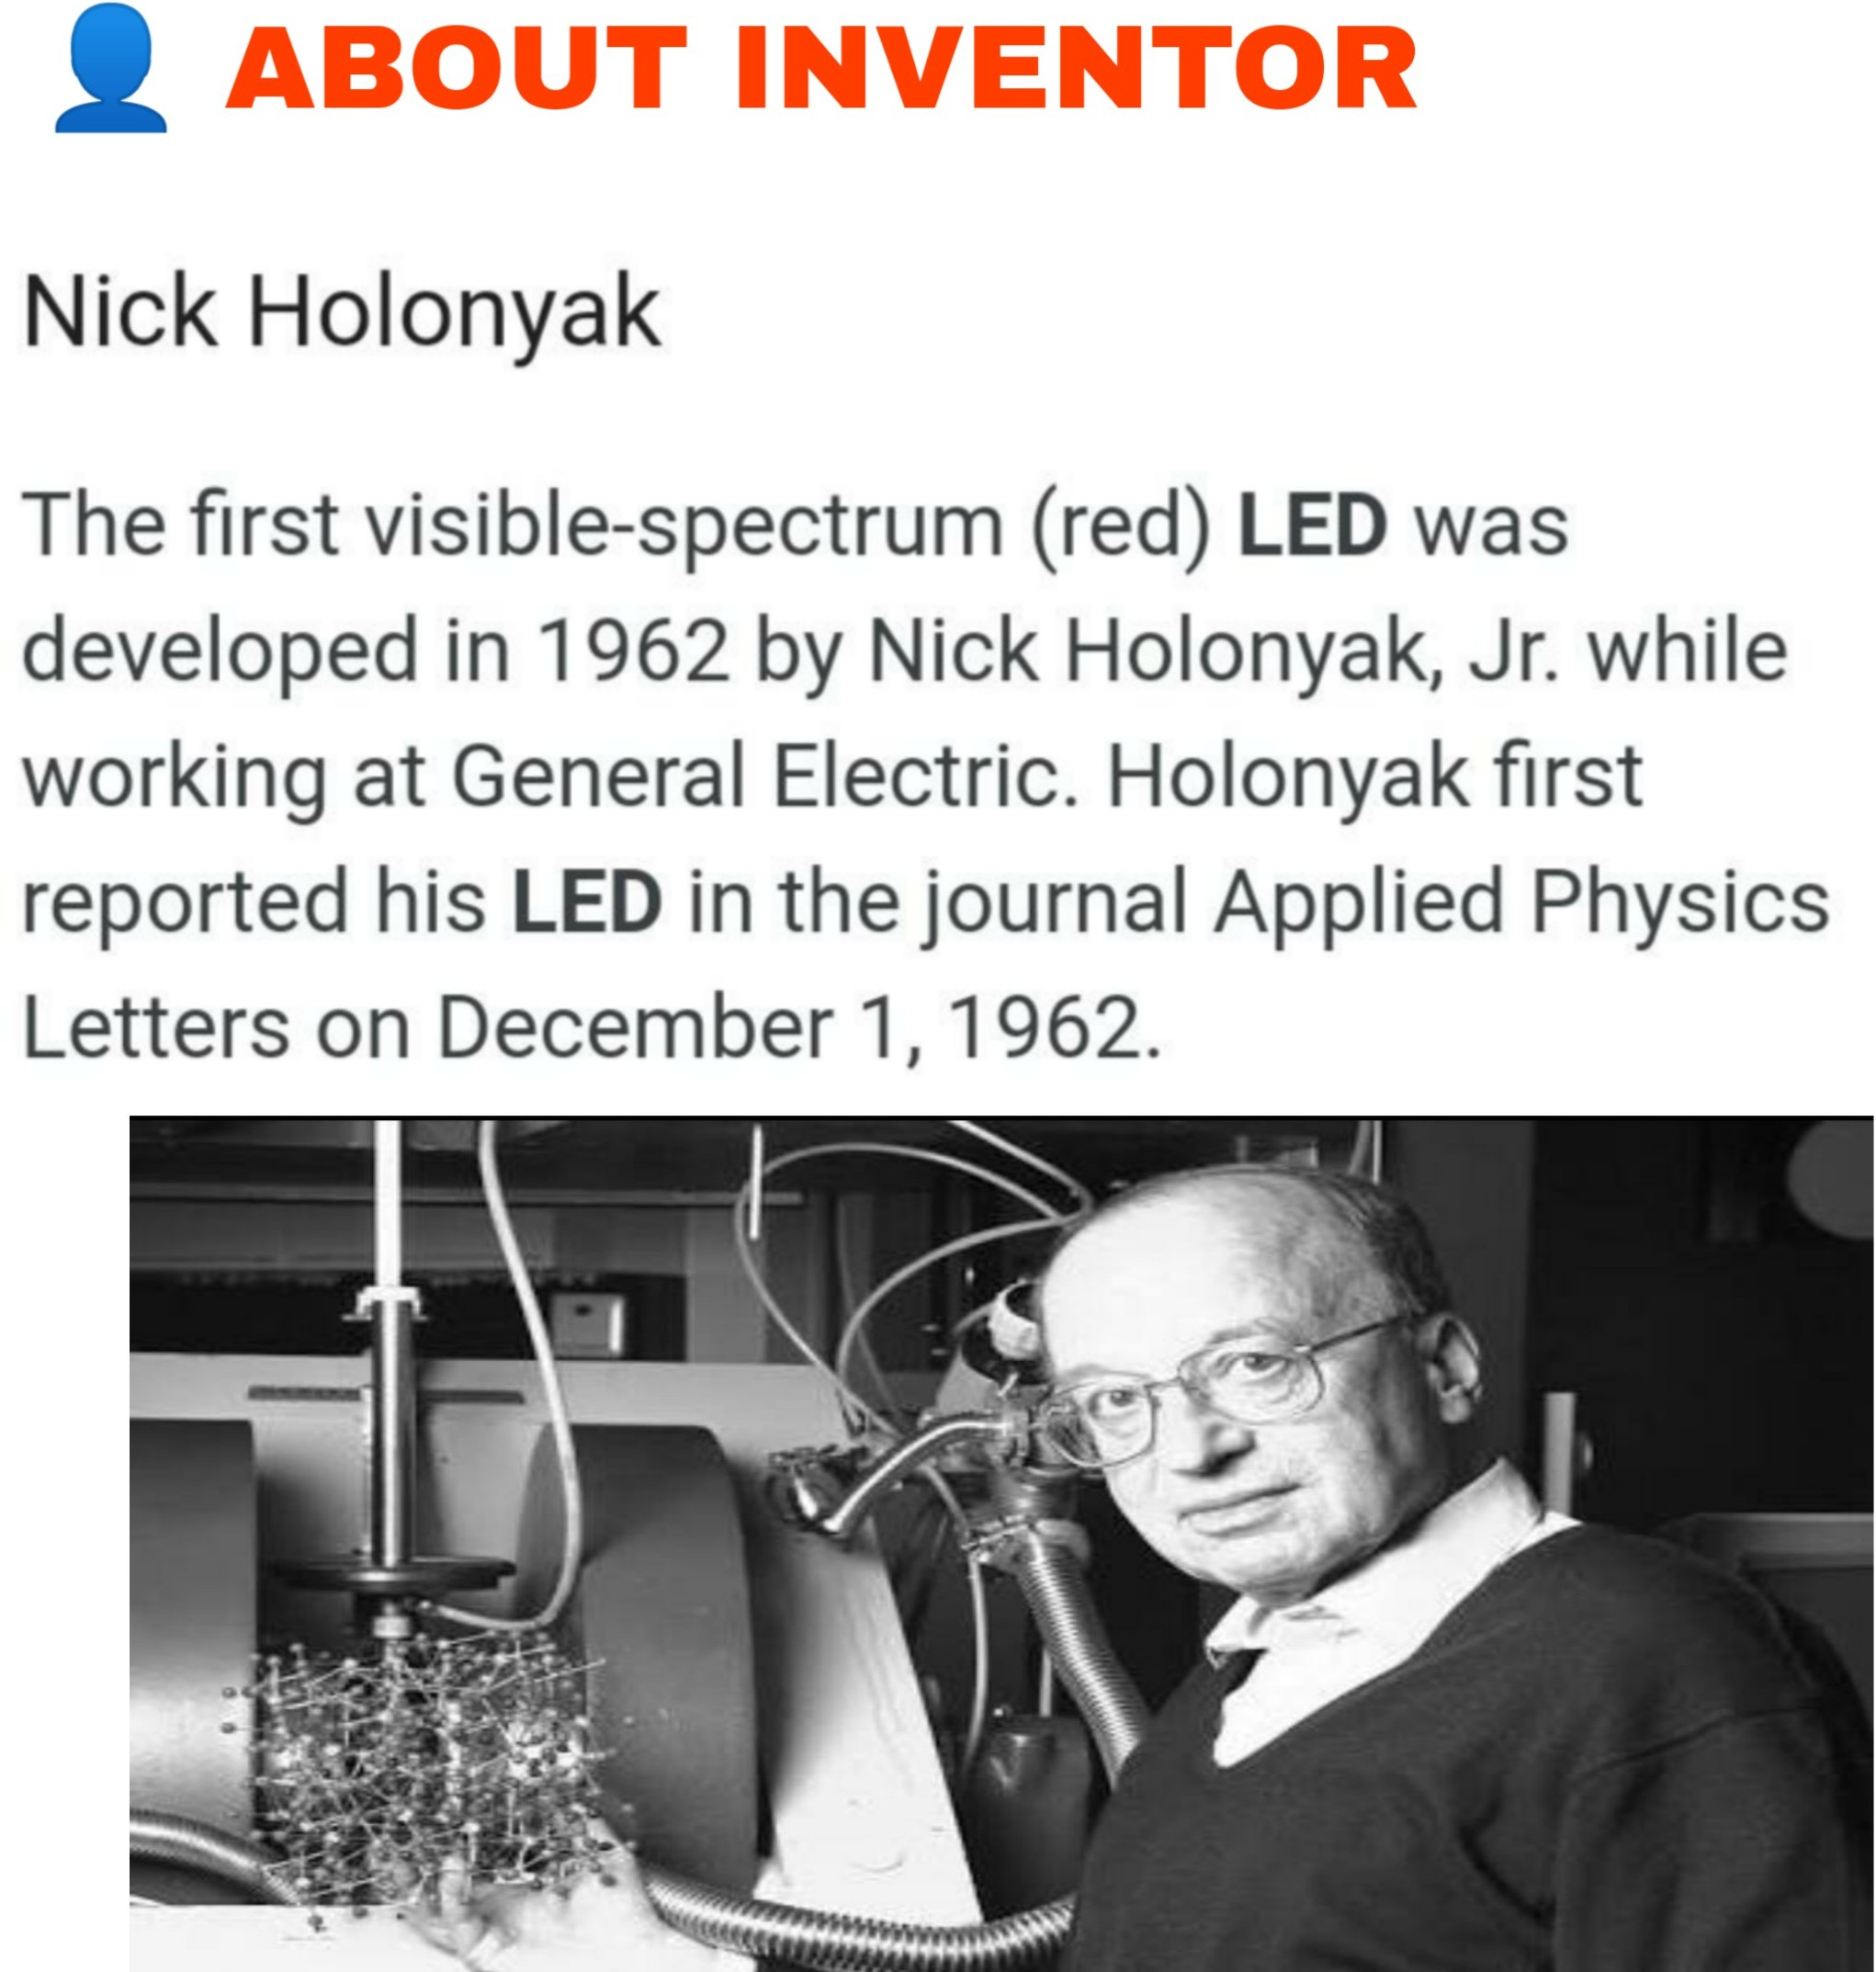 ABOUT INVENTOR
Nick Holonyak
The first visible-spectrum (red) LED was
developed in 1962 by Nick Holonyak, Jr. while
working at General Electric. Holonyak first
reported his LED in the journal Applied Physics
Letters on December 1, 1962.